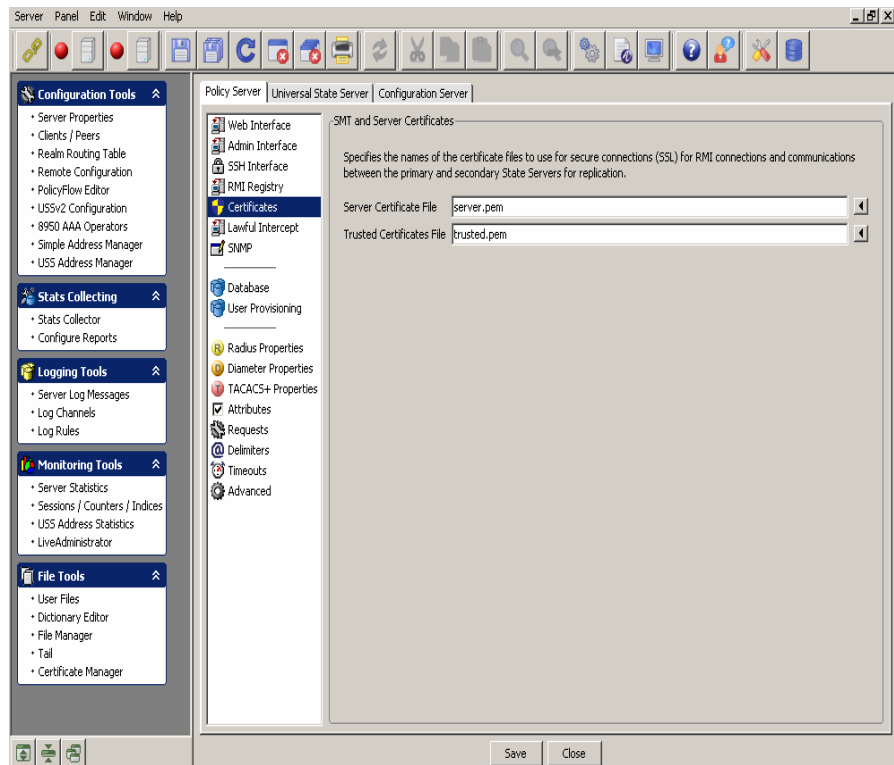 Server Panel Edit Window Help
Configuration Tools
Server Properties
Clients / Peers
Realm Routing Table
Remote Configuration
PolicyFlow Editor
USSv2 Configuration
8950 AAA Operators
Simple Address Manager
USS Address Manager
Stats Collecting
Stats Collector
Configure Reports
Logging Tools
Server Log Messages
Log Channels
Log Rules
Monitoring Tools
Server Statistics
Sessions / Counters / Indices
USS Address Statistics
LiveAdministrator
File Tools
User Files
Dictionary Editor
File Manager
Tail
Certificate Manager
Policy Server Universal State Server Configuration Server
Web Interface
Admin Interface
SSH Interface
RMI Registry
Certificates
Lawful Intercept
SNMP
Database
User Provisioning
R Radius Properties
D Diameter Properties
T TACACS+ Properties
Attributes
Requests
@ Delimiters
Timeouts
Advanced
SMT and Server Certificates
Specifies the names of the certificate files to use for secure connections (SSL) for RMI connections and communications
between the primary and secondary State Servers for replication.
Server Certificate File server.pem
Trusted Certificates File trusted.pem
Save Close